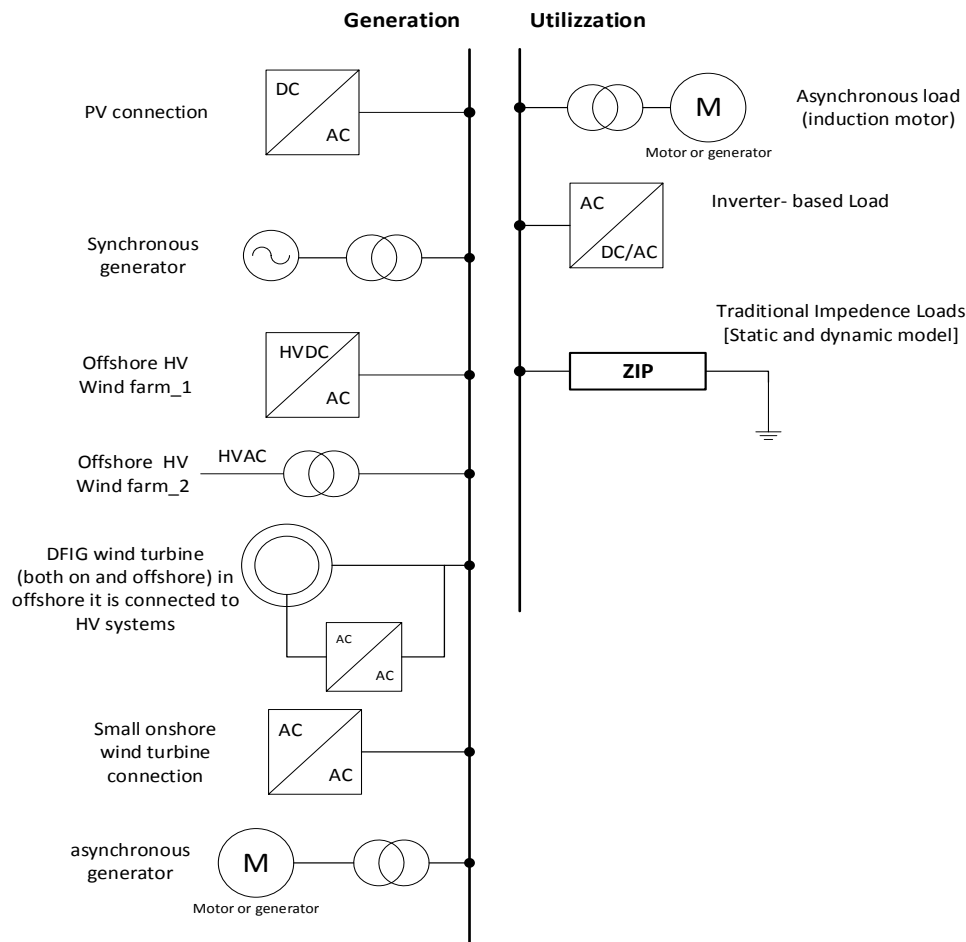 Generation
Utilizzation
PV connection
DC
AC
Synchronous
generator
Offshore HV
Wind farm_1
HVDC
AC
Offshore  HV
Wind farm_2
HVAC
DFIG wind turbine
(both on and offshore) in
offshore it is connected to
HV systems
AC
AC
Small onshore
wind turbine
connection
AC
AC
asynchronous
generator
M
Motor or generator
M
Motor or generator
Asynchronous load
(induction motor)
AC
DC/AC
Inverter- based Load
Traditional Impedence Loads
[Static and dynamic model]
ZIP